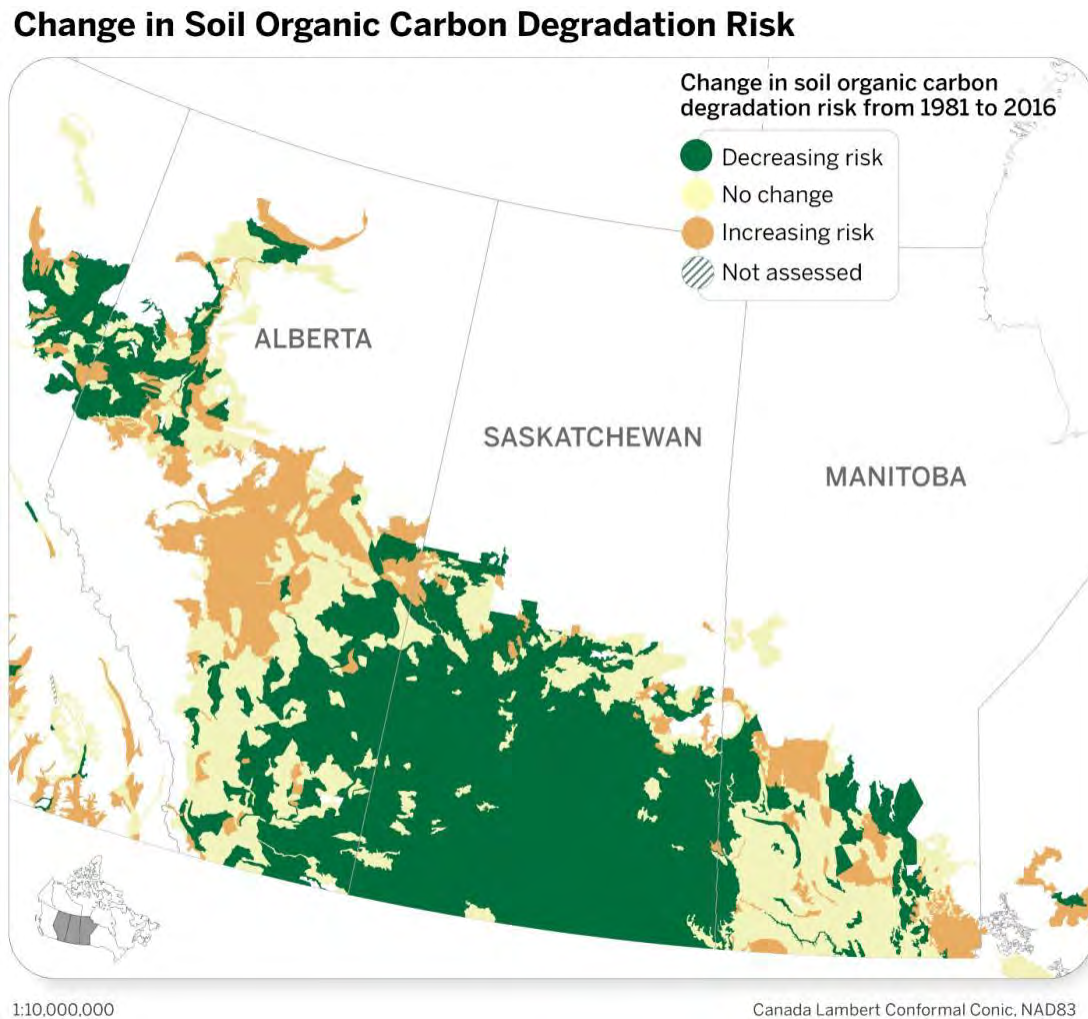 Change in Soil Organic Carbon Degradation Risk
Change in soil organic carbon
degradation risk from 1981 to 2016
Decreasing risk
No change
Increasing risk
Not assessed
ALBERTA
SASKATCHEWAN
MANITOBA
1:10,000,000
Canada Lambert Conformal Conic, NAD83